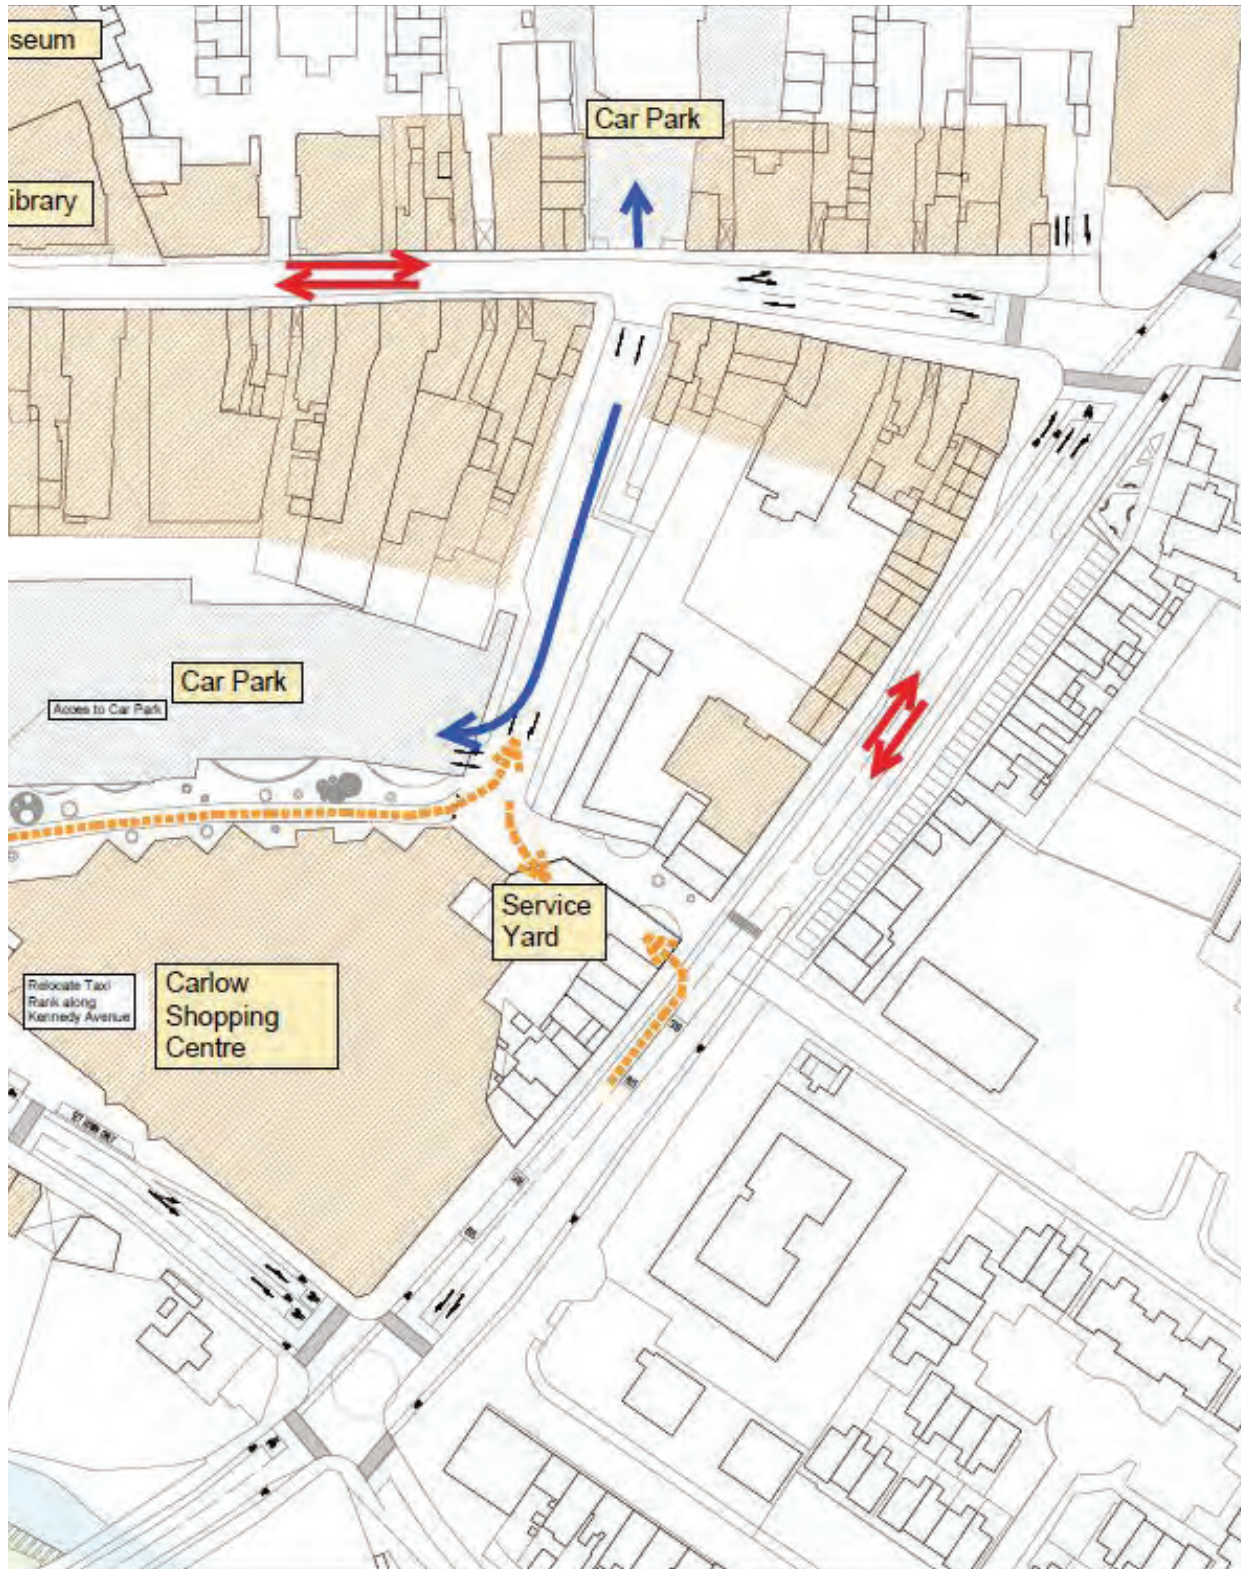 seum
Car Park
ibrary
Car Park
Acces to Car Park
Service
Yard
Carlow
Shopping
Centre
Relocate Taxi
Rank along
Kennedy Avenue